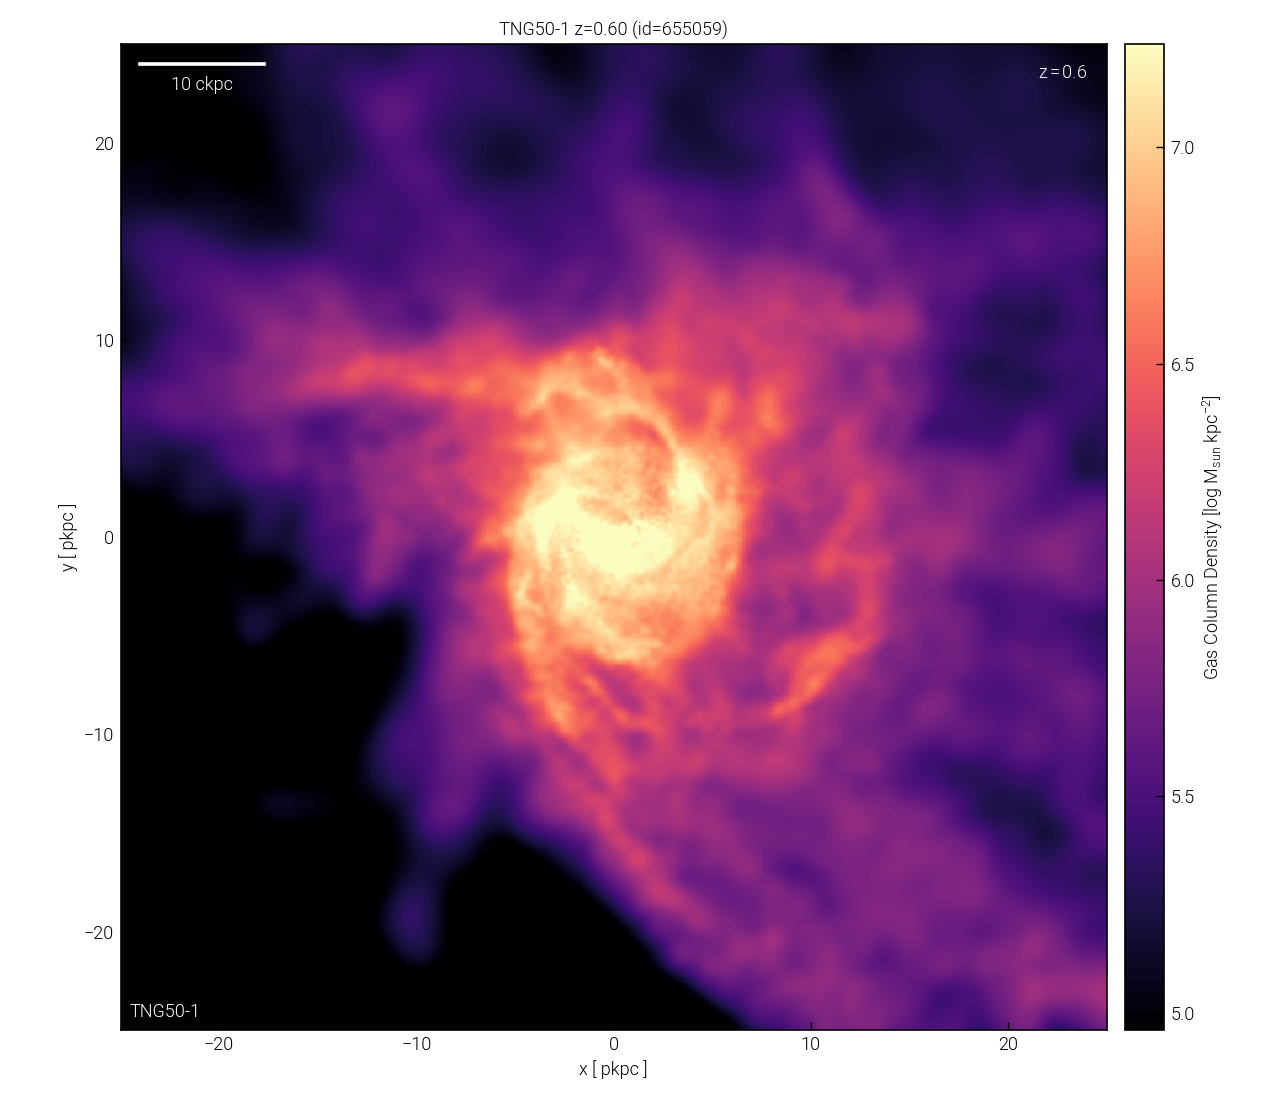 TNG50-1 z=0.60 (id=655059)
10 ckpc
z=0.6
TNG50-1
20
10
0
−10
−20
y [ pkpc ]
−20
−10
0
10
20
x [ pkpc ]
7.0
6.5
6.0
5.5
5.0
Gas Column Density [log M_sun kpc⁻²]